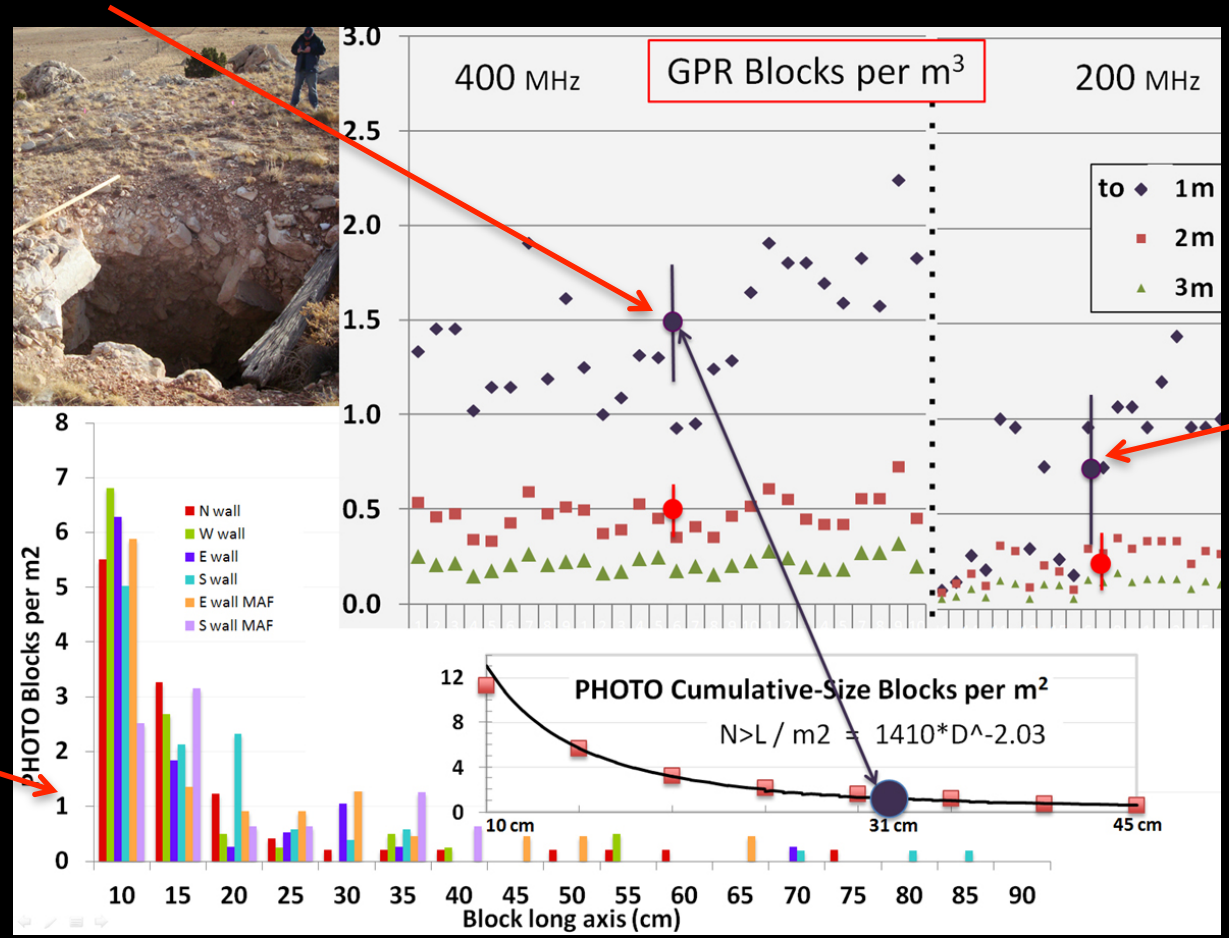 3.0
400 MHz
GPR Blocks per m³
200 MHz
2.5
2.0
1.5
1.0
0.5
0.0
to 1m
2m
3m
8
7
6
5
4
3
2
1
0
PHOTO Blocks per m2
N wall
W wall
E wall
S wall
E wall MAF
S wall MAF
12
8
4
0
PHOTO Cumulative-Size Blocks per m²
N>L / m2 = 1410*D^-2.03
10 cm
31 cm
45 cm
10 15 20 25 30 35 40 45 50 55 60 65 70 75 80 85 90
Block long axis (cm)